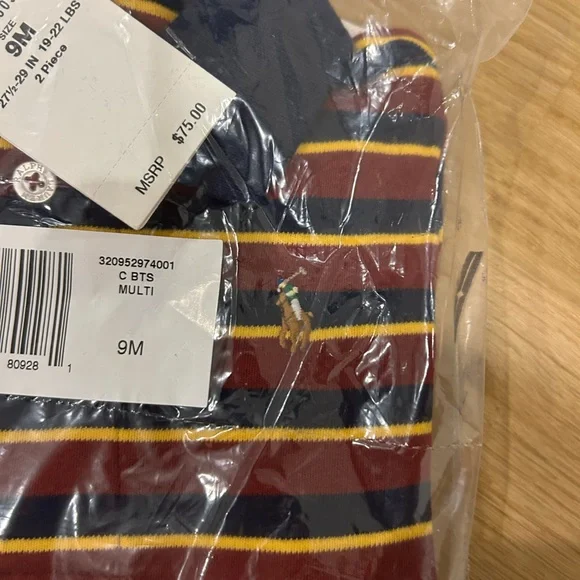 SIZE
9M
27½-29 IN 19-22 LBS
2 Piece
MSRP $75.00
320952974001
C BTS
MULTI
9M
80928 1